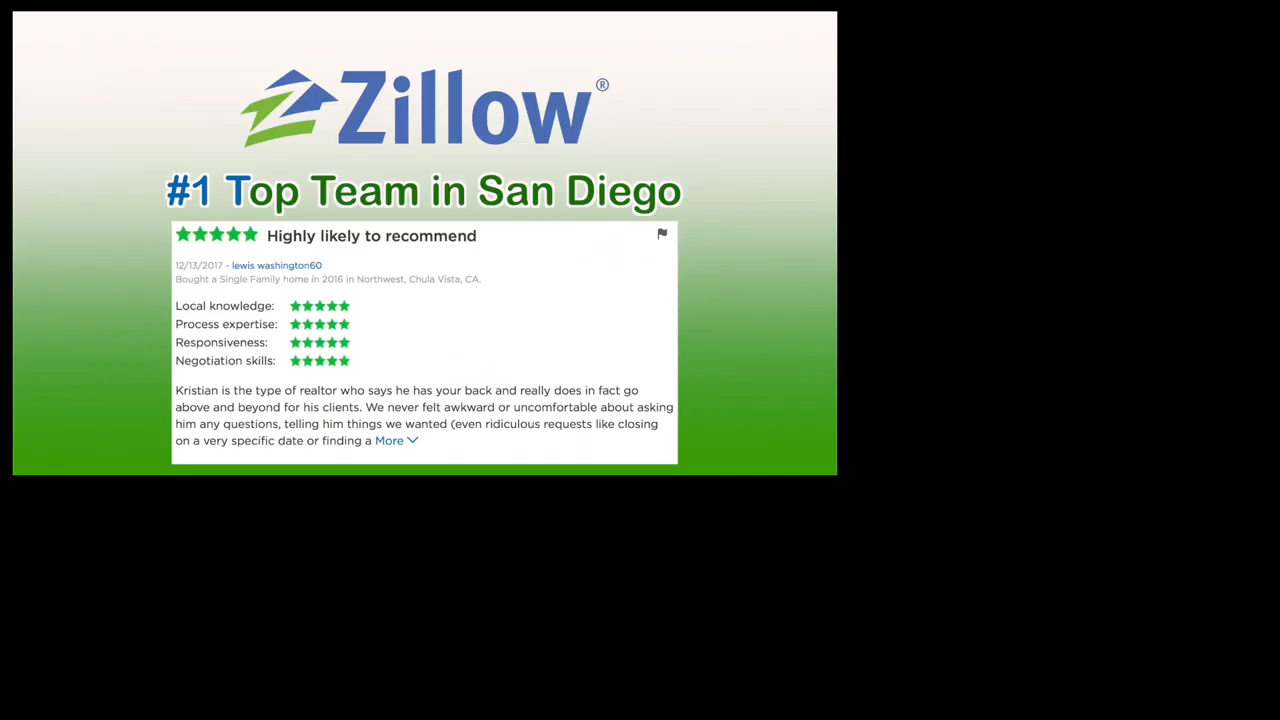 Zillow®
#1 Top Team in San Diego
Highly likely to recommend
12/13/2017 - lewis washington60
Bought a Single Family home in 2016 in Northwest, Chula Vista, CA.
Local knowledge:
Process expertise:
Responsiveness:
Negotiation skills:
Kristian is the type of realtor who says he has your back and really does in fact go
above and beyond for his clients. We never felt awkward or uncomfortable about asking
him any questions, telling him things we wanted (even ridiculous requests like closing
on a very specific date or finding a More